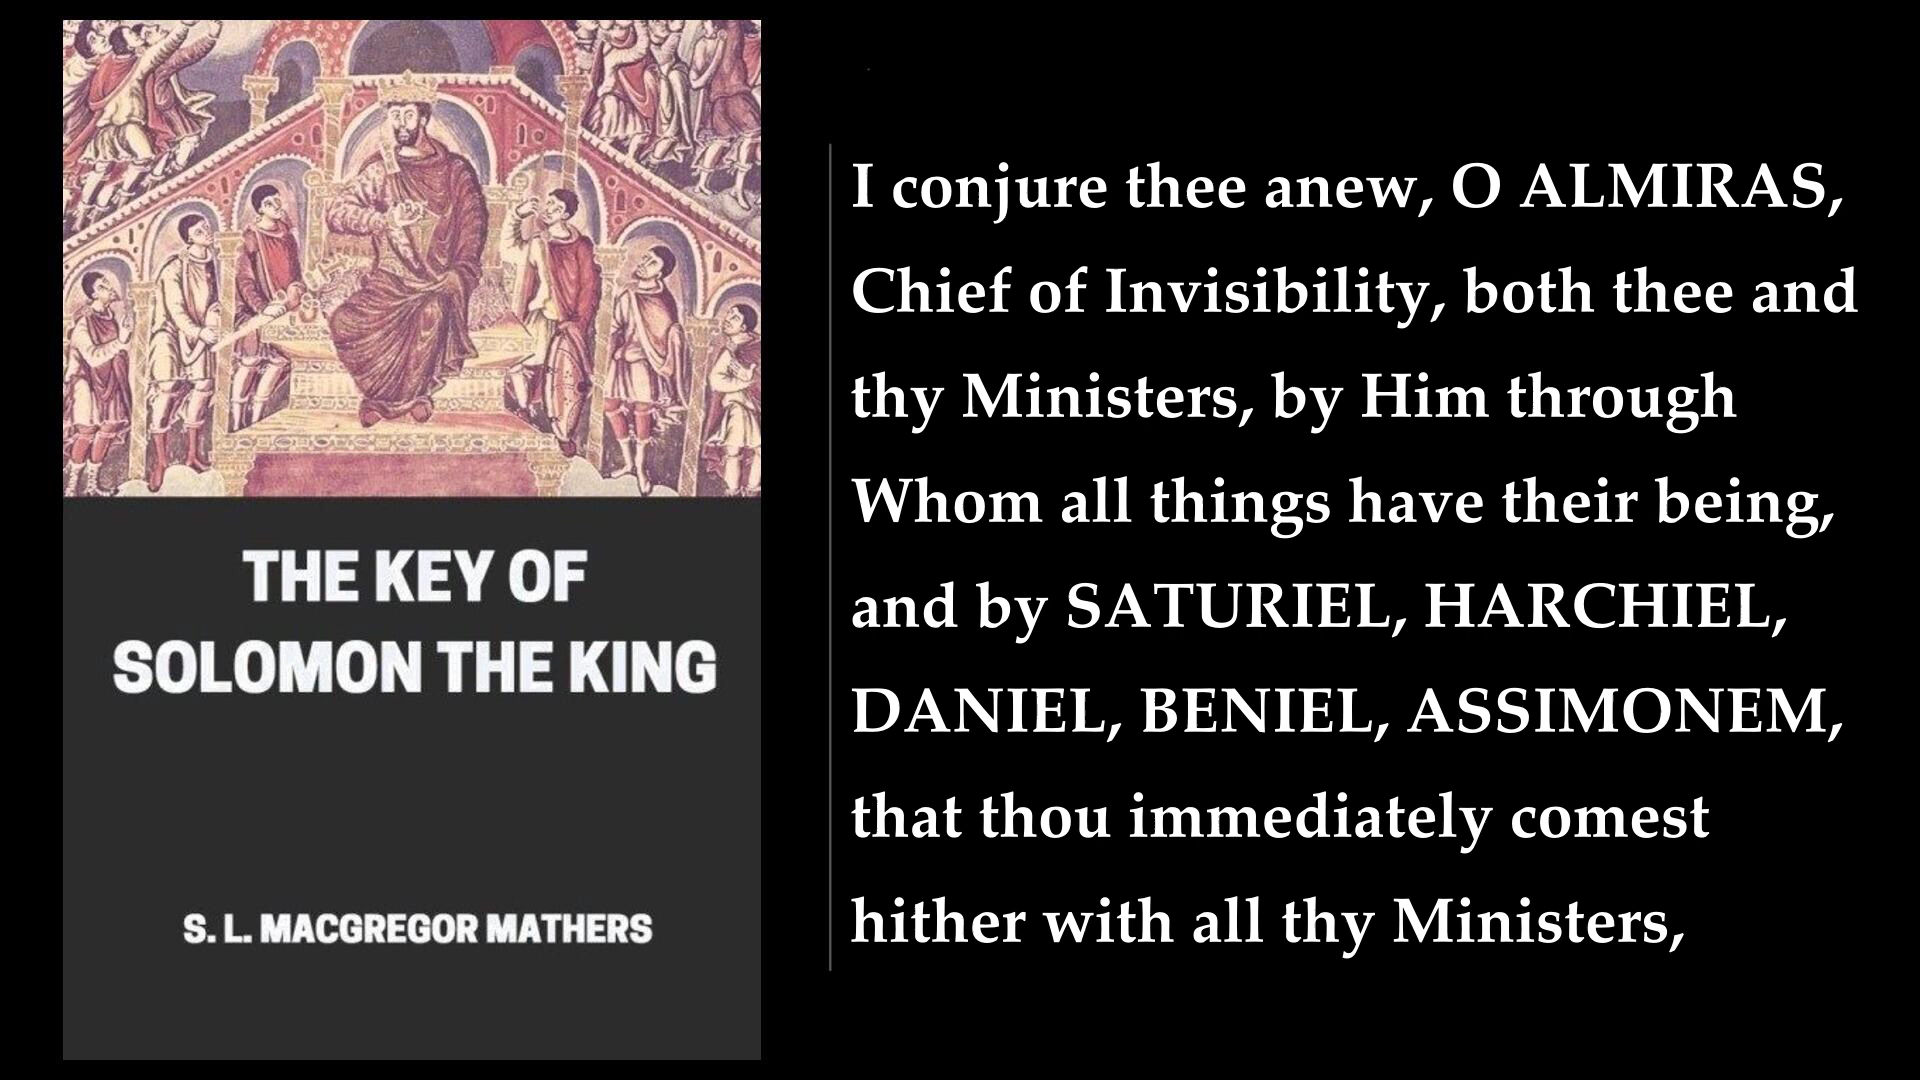 THE KEY OF
SOLOMON THE KING
S. L. MACGREGOR MATHERS
I conjure thee anew, O ALMIRAS,
Chief of Invisibility, both thee and
thy Ministers, by Him through
Whom all things have their being,
and by SATURIEL, HARCHIEL,
DANIEL, BENIEL, ASSIMONEM,
that thou immediately comest
hither with all thy Ministers,